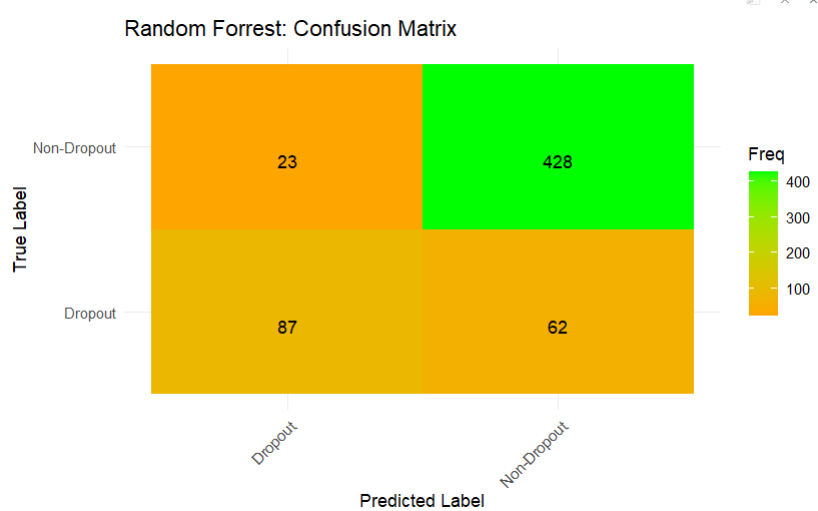 Random Forrest: Confusion Matrix
True Label
Non-Dropout
23
428
Dropout
87
62
Dropout
Non-Dropout
Predicted Label
Freq
400
300
200
100